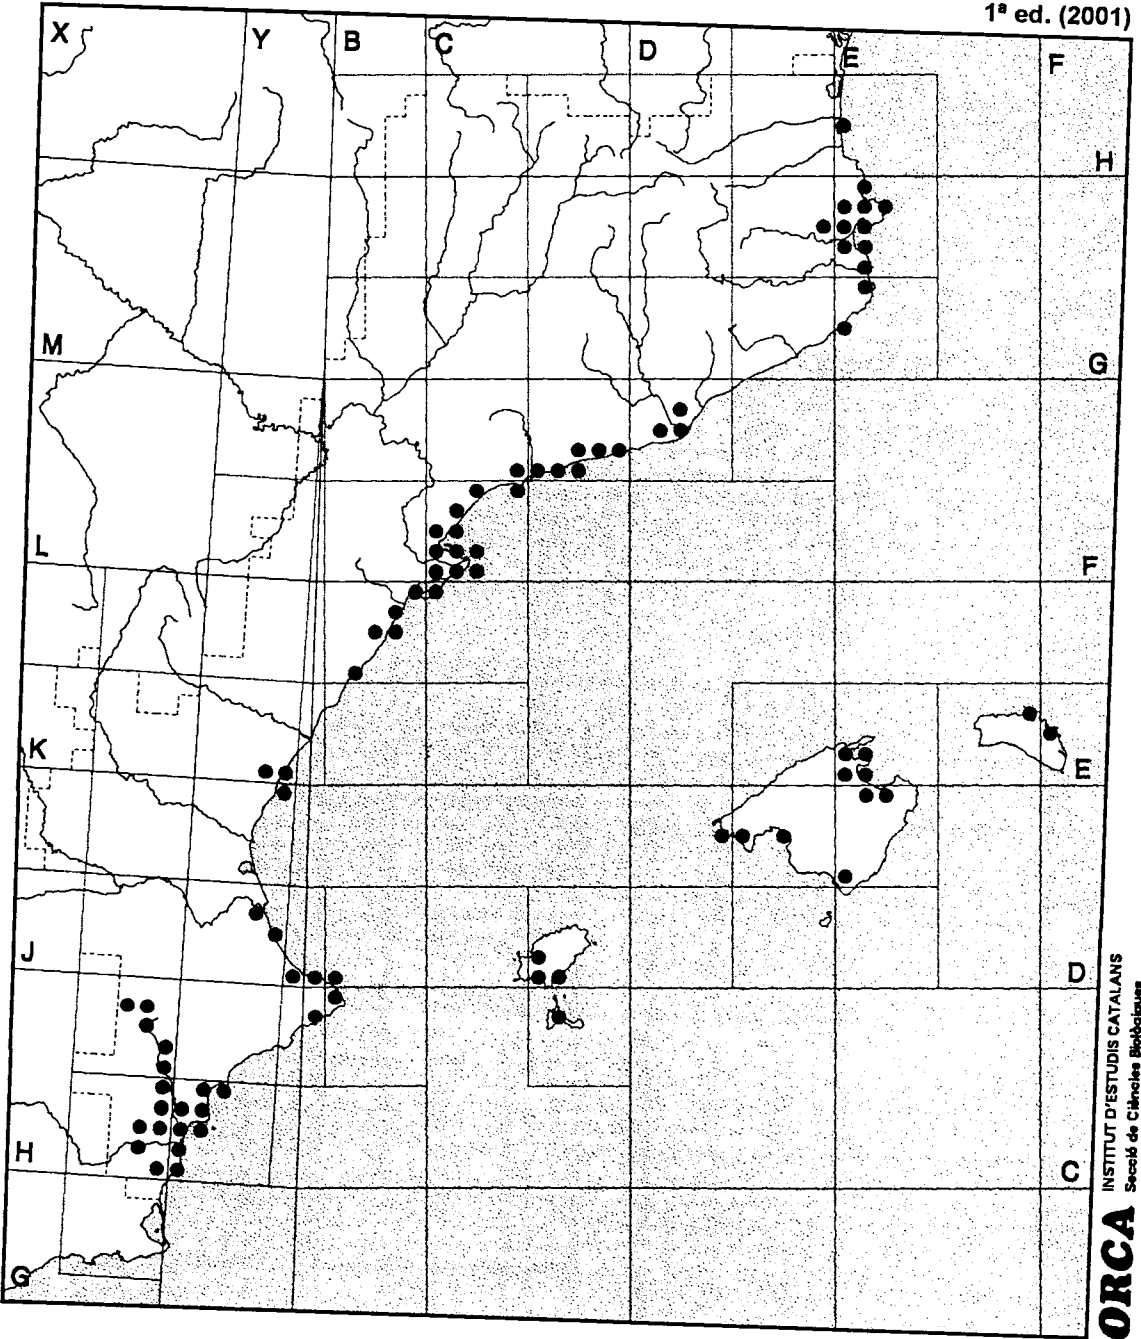 1ª ed. (2001)
X Y B C D E F
H
M G
L F
K E
J D
H C
G
ORCA INSTITUT D'ESTUDIS CATALANS
Secció de Ciències Biològiques